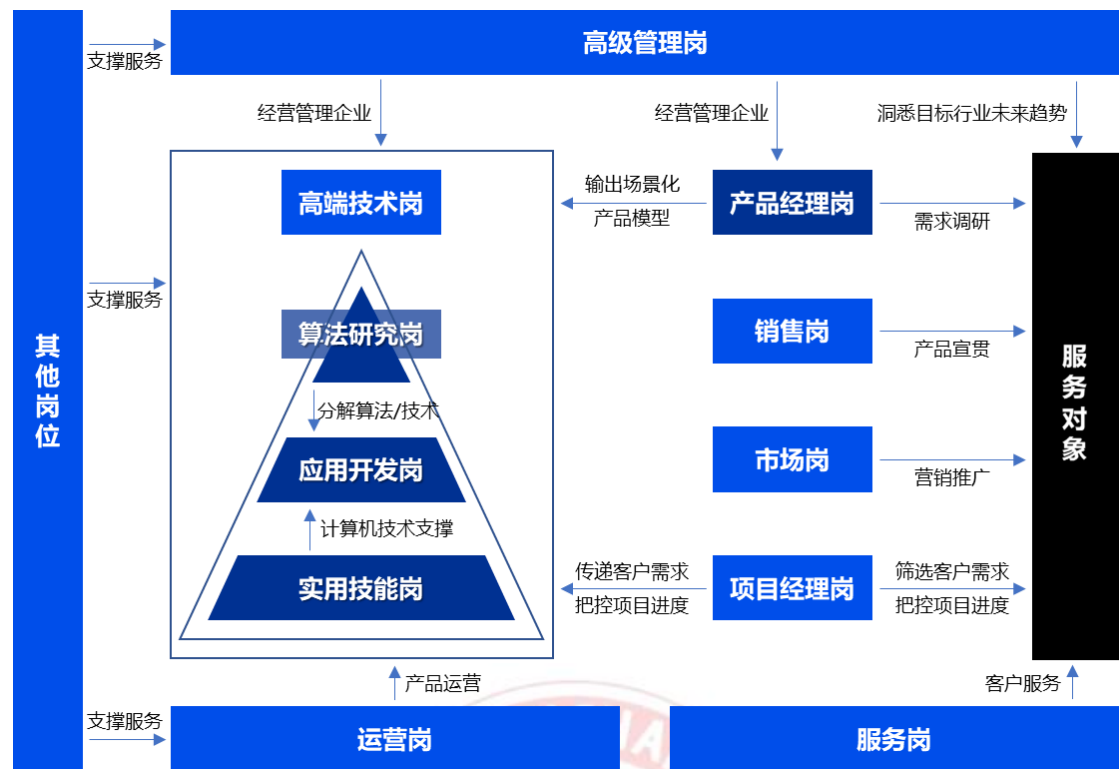 高级管理岗
支撑服务
经营管理企业
经营管理企业
洞悉目标行业未来趋势
高端技术岗
输出场景化
产品模型
产品经理岗
需求调研
支撑服务
算法研究岗
销售岗
产品宣贯
其他岗位
服务对象
分解算法/技术
应用开发岗
市场岗
营销推广
计算机技术支撑
实用技能岗
传递客户需求
把控项目进度
项目经理岗
筛选客户需求
把控项目进度
产品运营
客户服务
支撑服务
运营岗
服务岗